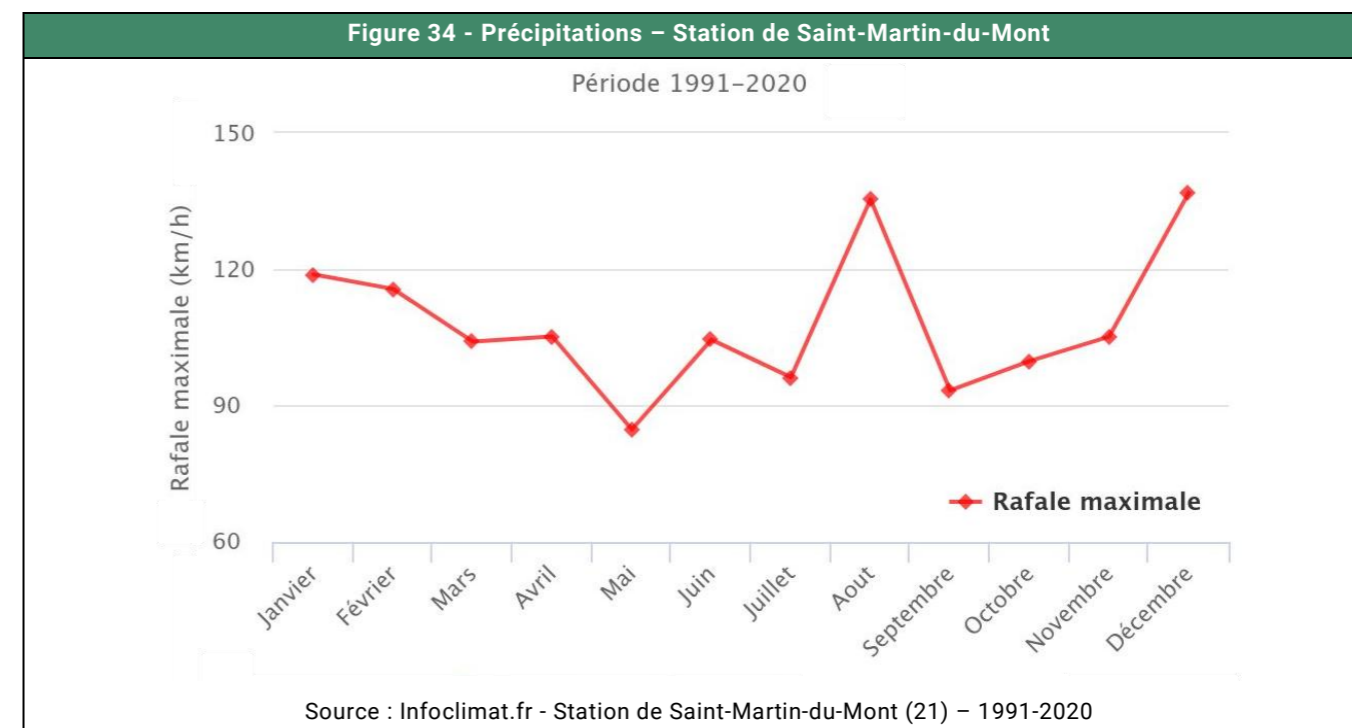 Figure 34 - Précipitations – Station de Saint-Martin-du-Mont
Période 1991-2020
Rafale maximale (km/h)
150
120
90
60
Rafale maximale
Janvier
Février
Mars
Avril
Mai
Juin
Juillet
Aout
Septembre
Octobre
Novembre
Décembre
Source : Infoclimat.fr - Station de Saint-Martin-du-Mont (21) – 1991-2020